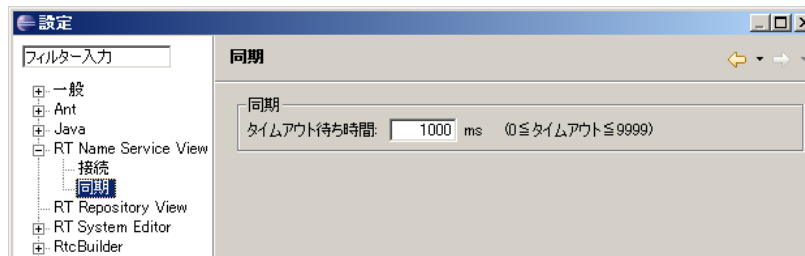 設定
フィルター入力
一般
Ant
Java
RT Name Service View
接続
同期
RT Repository View
RT System Editor
RtcBuilder
同期
同期
タイムアウト待ち時間: 1000 ms (0≦タイムアウト≦9999)